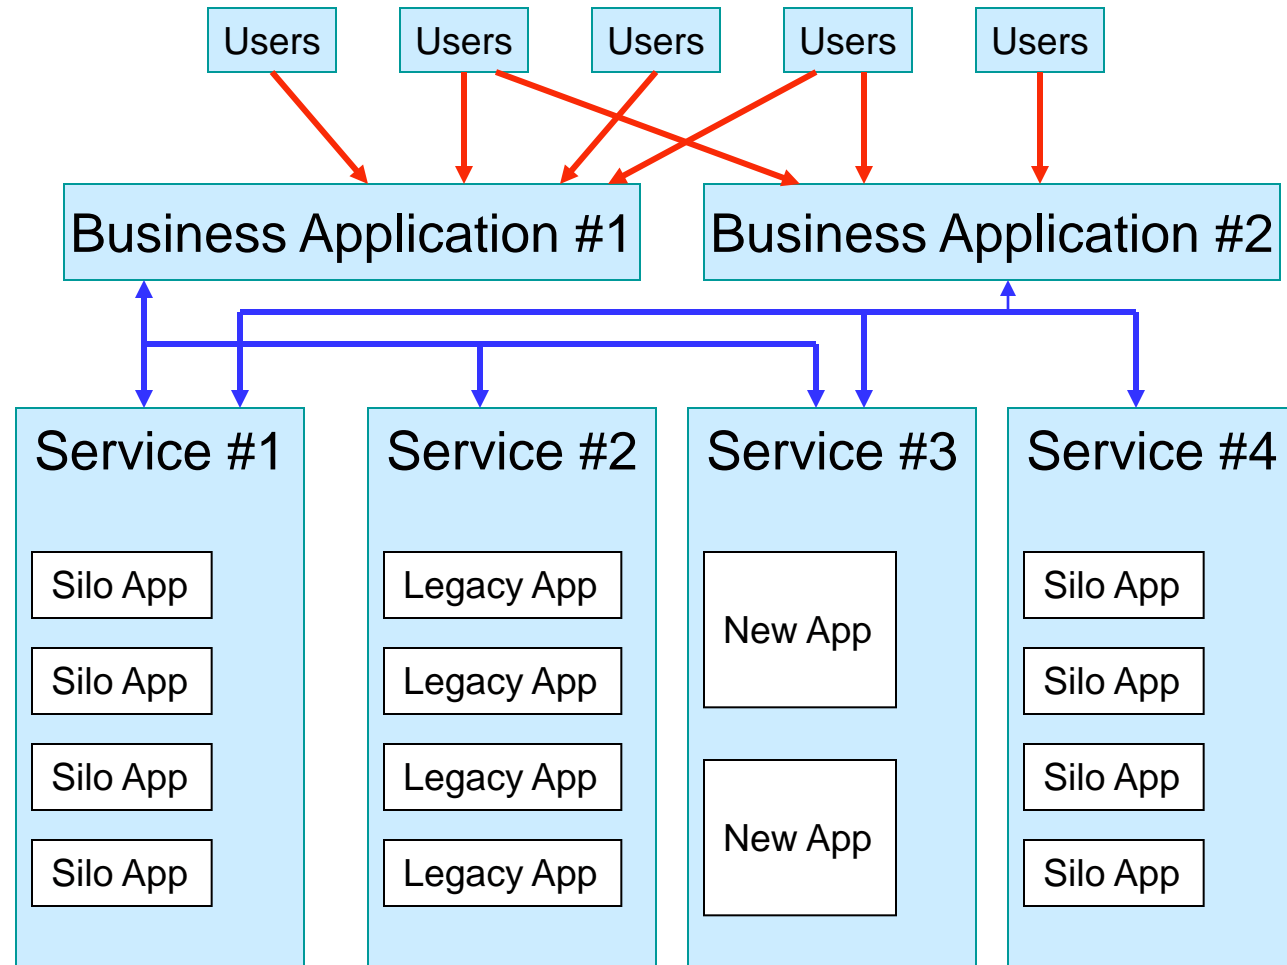 Users
Users
Users
Users
Users
Business Application #1
Business Application #2
Service #1
Silo App
Silo App
Silo App
Silo App
Service #2
Legacy App
Legacy App
Legacy App
Legacy App
Service #3
New App
New App
Service #4
Silo App
Silo App
Silo App
Silo App